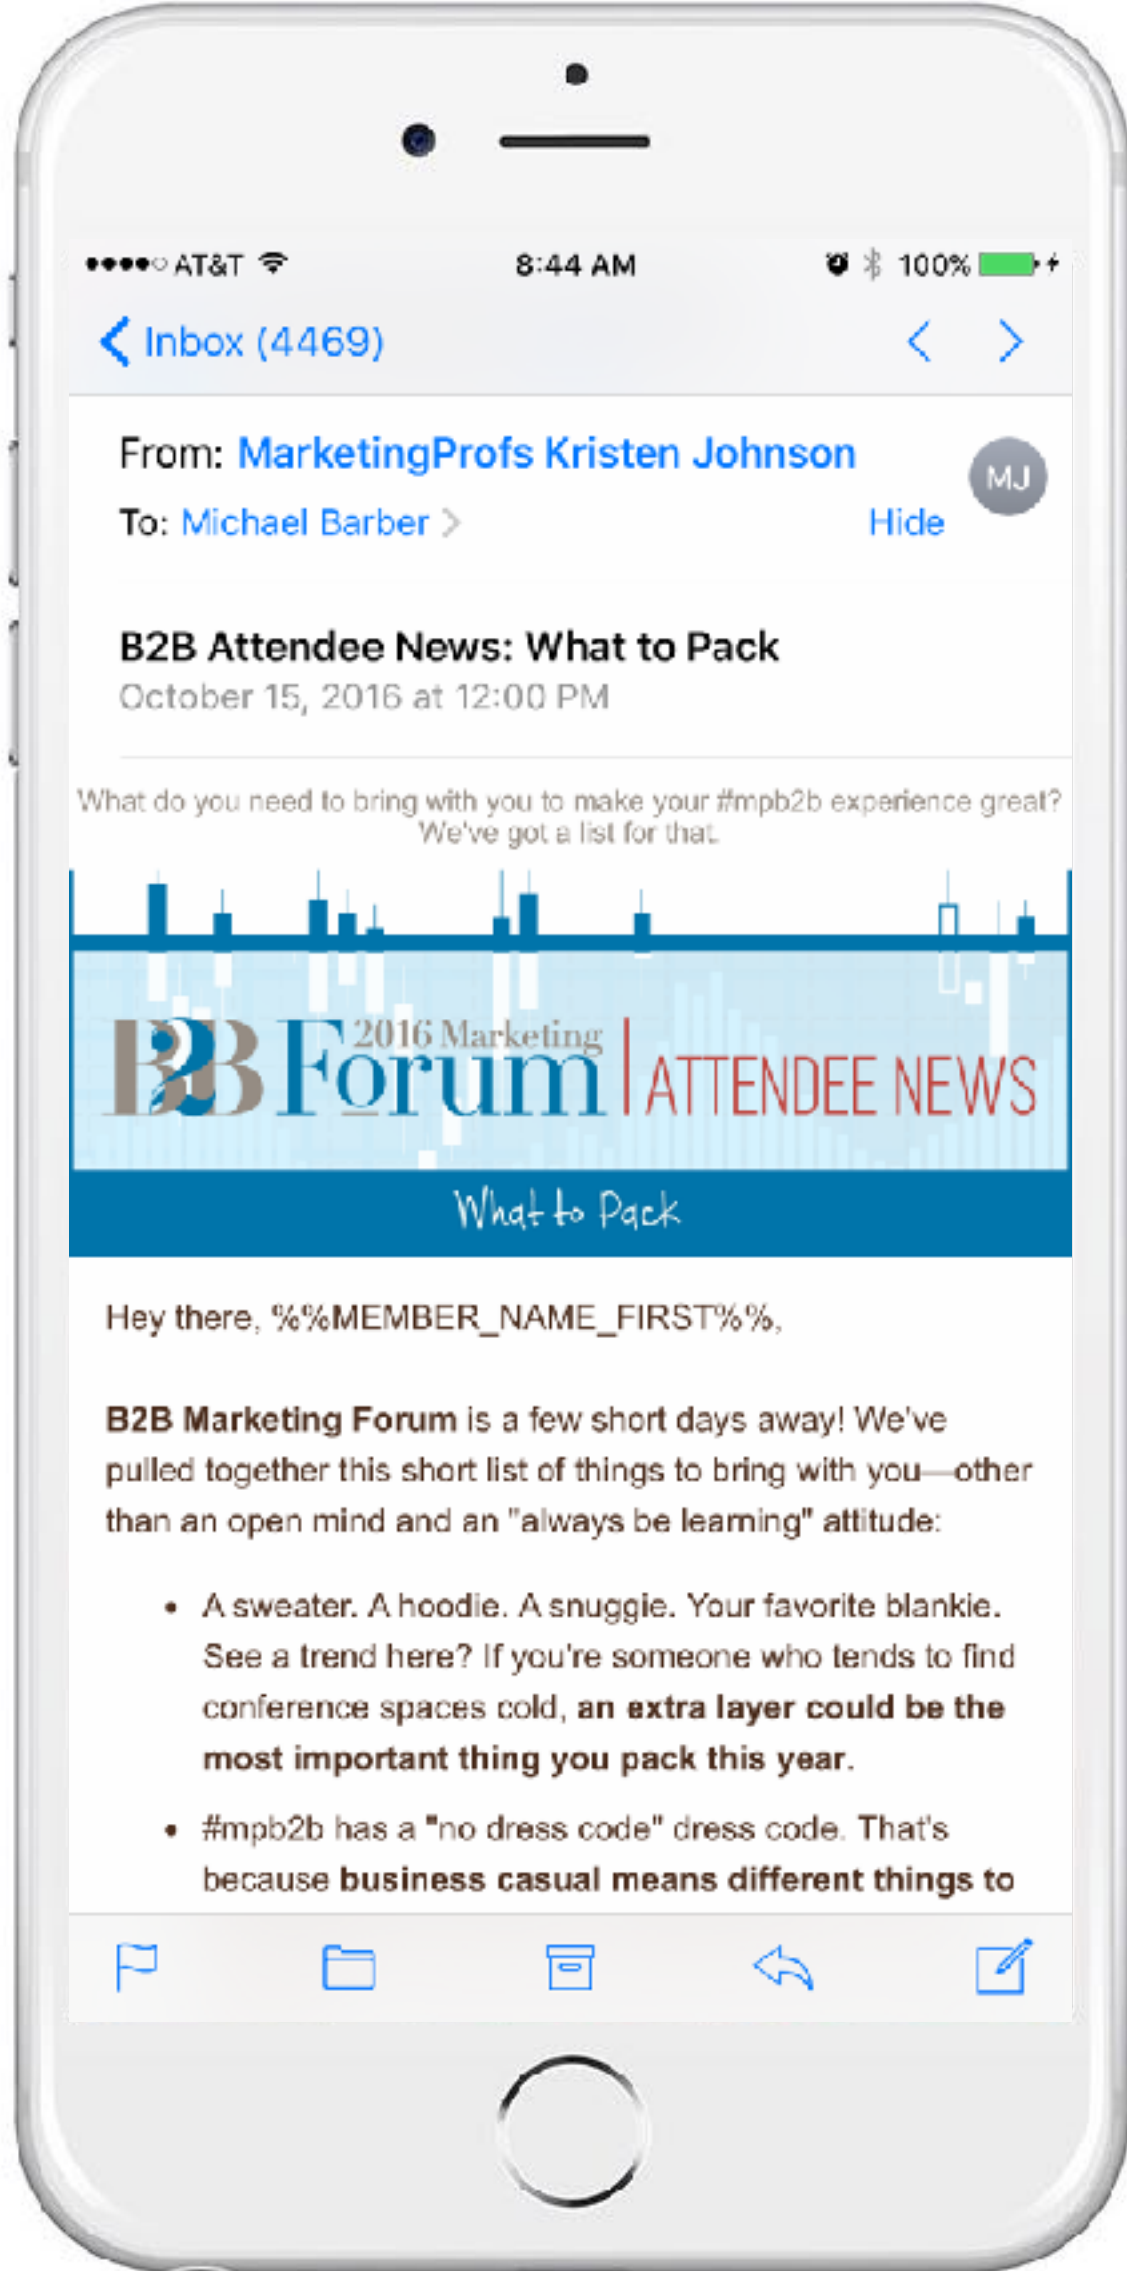 AT&T 8:44 AM 100%
Inbox (4469)
From: MarketingProfs Kristen Johnson
MJ
To: Michael Barber
Hide
B2B Attendee News: What to Pack
October 15, 2016 at 12:00 PM
What do you need to bring with you to make your #mpb2b experience great?
We've got a list for that.
B2B Forum 2016 Marketing | ATTENDEE NEWS
What to Pack
Hey there, %%MEMBER_NAME_FIRST%%,
B2B Marketing Forum is a few short days away! We've
pulled together this short list of things to bring with you—other
than an open mind and an "always be learning" attitude:
• A sweater. A hoodie. A snuggie. Your favorite blankie.
See a trend here? If you're someone who tends to find
conference spaces cold, an extra layer could be the
most important thing you pack this year.
• #mpb2b has a "no dress code" dress code. That's
because business casual means different things to